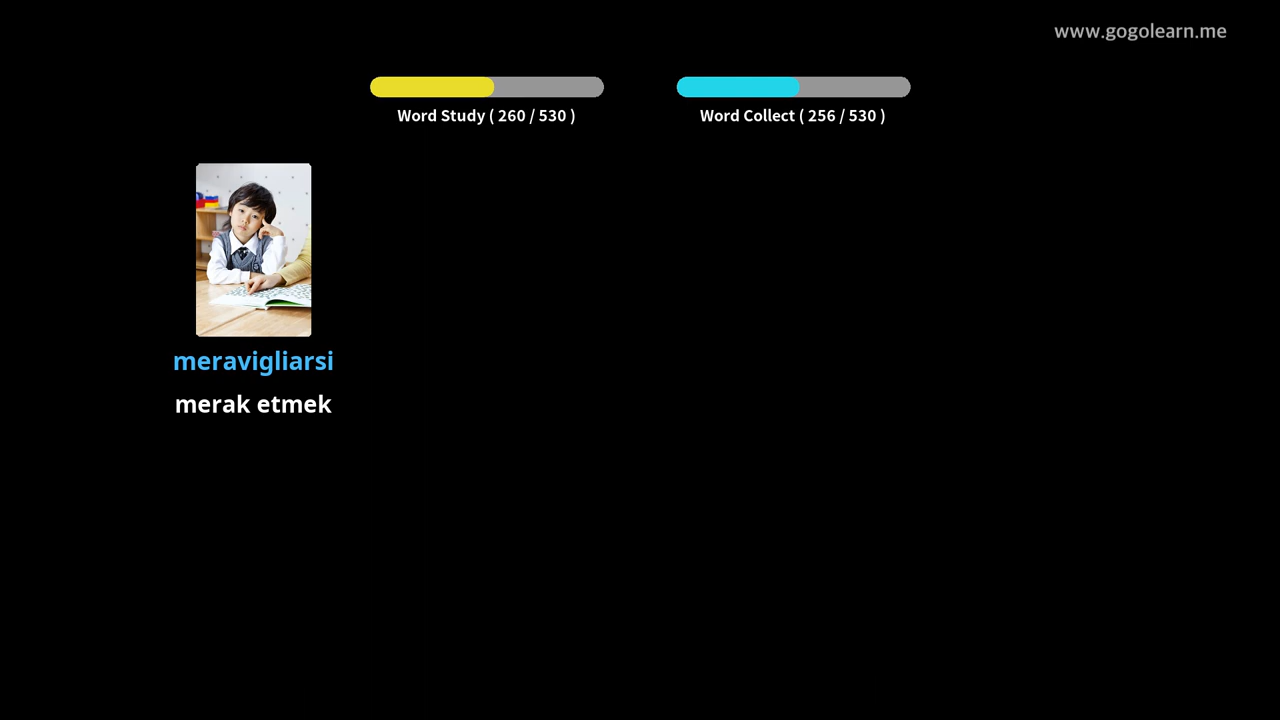 www.gogolearn.me
Word Study ( 260 / 530 )
Word Collect ( 256 / 530 )
meravigliarsi
merak etmek